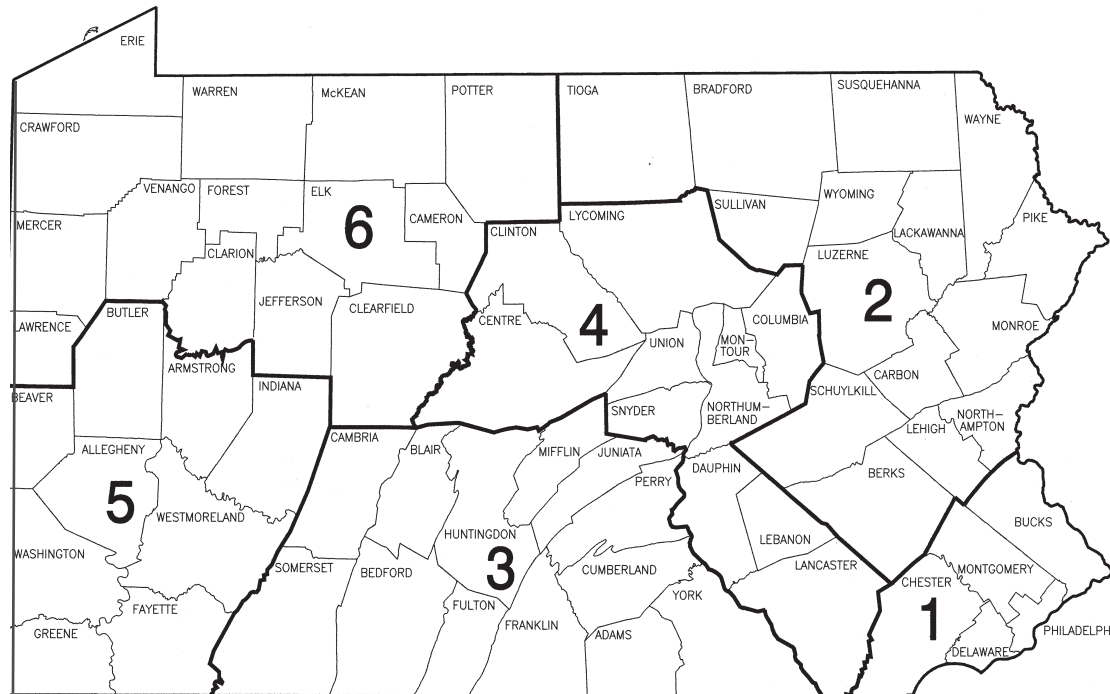 ERIE
WARREN
McKEAN
POTTER
TIOGA
BRADFORD
SUSQUEHANNA
CRAWFORD
WAYNE
VENANGO
FOREST
ELK
WYOMING
MERCER
6
CAMERON
LYCOMING
SULLIVAN
PIKE
CLINTON
LACKAWANNA
CLARION
LUZERNE
JEFFERSON
CLEARFIELD
2
BUTLER
LAWRENCE
CENTRE
4
COLUMBIA
MONROE
UNION
MON-
TOUR
ARMSTRONG
INDIANA
CARBON
SCHUYLKILL
BEAVER
SNYDER
NORTHUM-
BERLAND
NORTH-
AMPTON
LEHIGH
CAMBRIA
ALLEGHENY
BLAIR
MIFFLIN
JUNIATA
DAUPHIN
BERKS
PERRY
5
WESTMORELAND
BUCKS
HUNTINGDON
LEBANON
WASHINGTON
3
SOMERSET
BEDFORD
CUMBERLAND
LANCASTER
MONTGOMERY
CHESTER
FAYETTE
FULTON
YORK
1
GREENE
FRANKLIN
ADAMS
PHILADELPH
DELAWARE